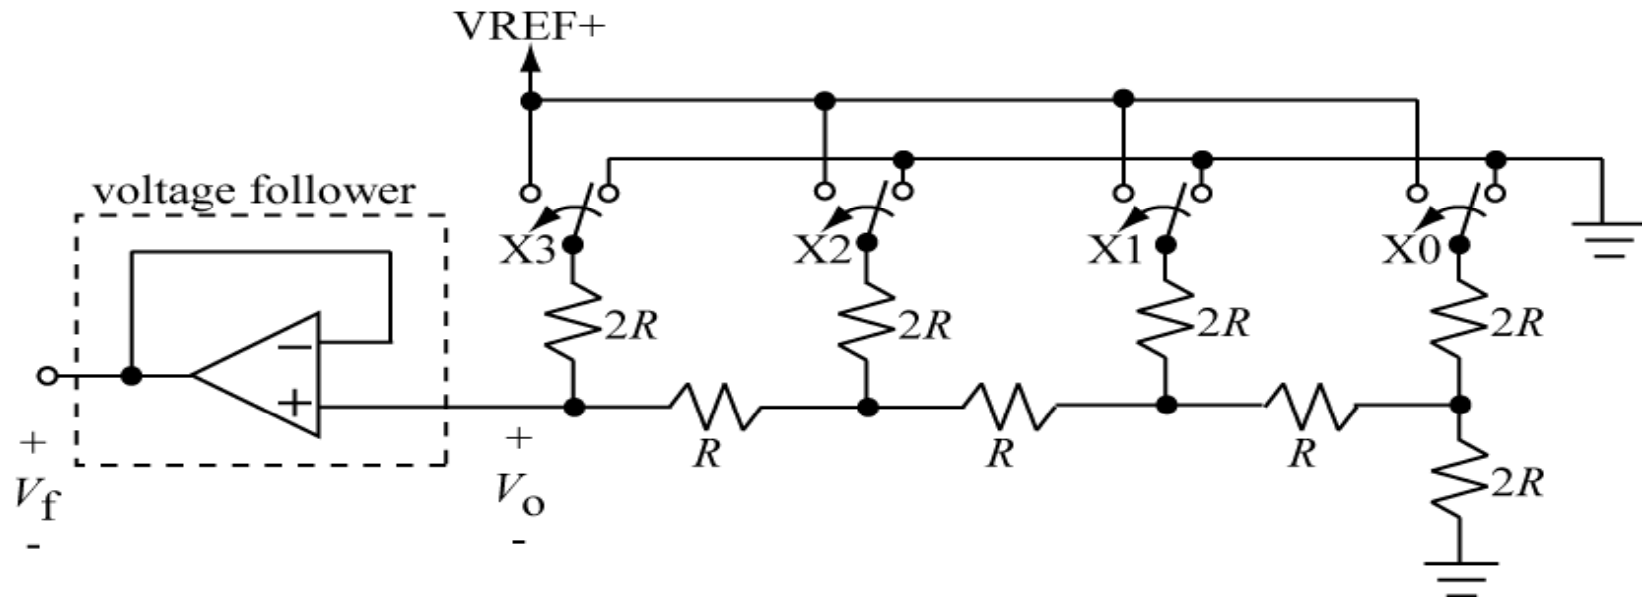 VREF+
voltage follower
X3
X2
X1
X0
2R
2R
2R
2R
−
+
+
Vf
-
+
Vo
-
R
R
R
2R